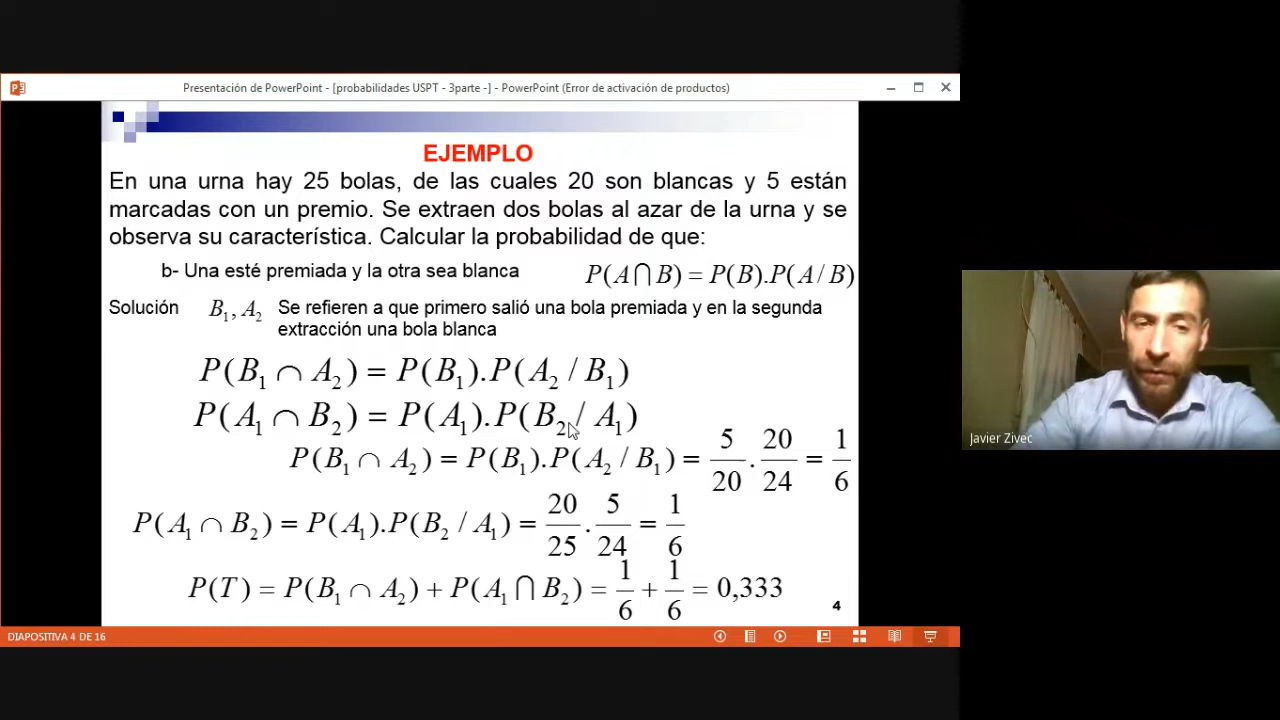 Presentación de PowerPoint - [probabilidades USPT - 3parte -] - PowerPoint (Error de activación de productos)
EJEMPLO
En una urna hay 25 bolas, de las cuales 20 son blancas y 5 están
marcadas con un premio. Se extraen dos bolas al azar de la urna y se
observa su característica. Calcular la probabilidad de que:
b- Una esté premiada y la otra sea blanca P(A⋂B) = P(B).P(A/B)
Solución B₁, A₂ Se refieren a que primero salió una bola premiada y en la segunda
extracción una bola blanca
P(B₁ ∩ A₂) = P(B₁).P(A₂ / B₁)
P(A₁ ∩ B₂) = P(A₁).P(B₂ / A₁)
P(B₁ ∩ A₂) = P(B₁).P(A₂ / B₁) = 5/20 . 20/24 = 1/6
P(A₁ ∩ B₂) = P(A₁).P(B₂ / A₁) = 20/25 . 5/24 = 1/6
P(T) = P(B₁ ∩ A₂) + P(A₁ ⋂ B₂) = 1/6 + 1/6 = 0,333
4
DIAPOSITIVA 4 DE 16
Javier Zivec